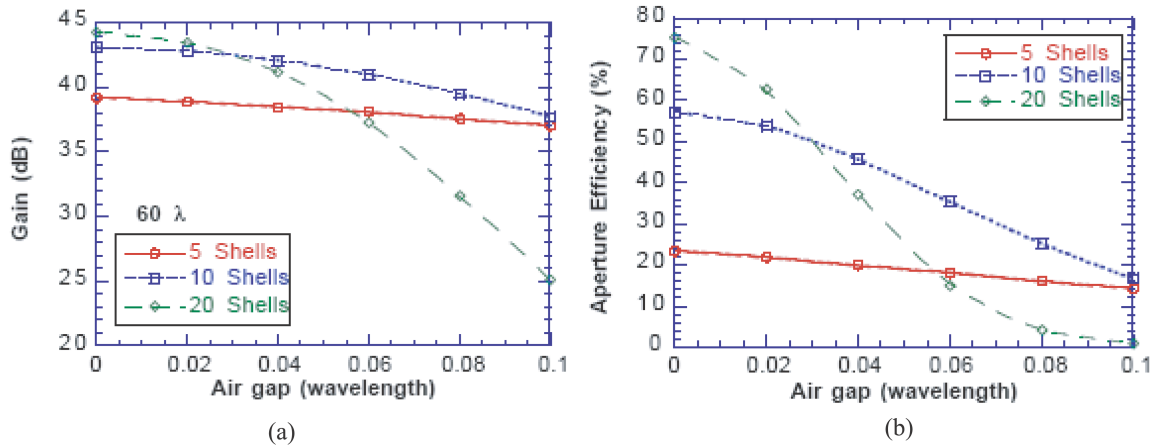 45
40
35
30
25
20
Gain (dB)
60 λ
5 Shells
10 Shells
20 Shells
0 0.02 0.04 0.06 0.08 0.1
Air gap (wavelength)
(a)
80
70
60
50
40
30
20
10
0
Aperture Efficiency (%)
5 Shells
10 Shells
20 Shells
0 0.02 0.04 0.06 0.08 0.1
Air gap (wavelength)
(b)